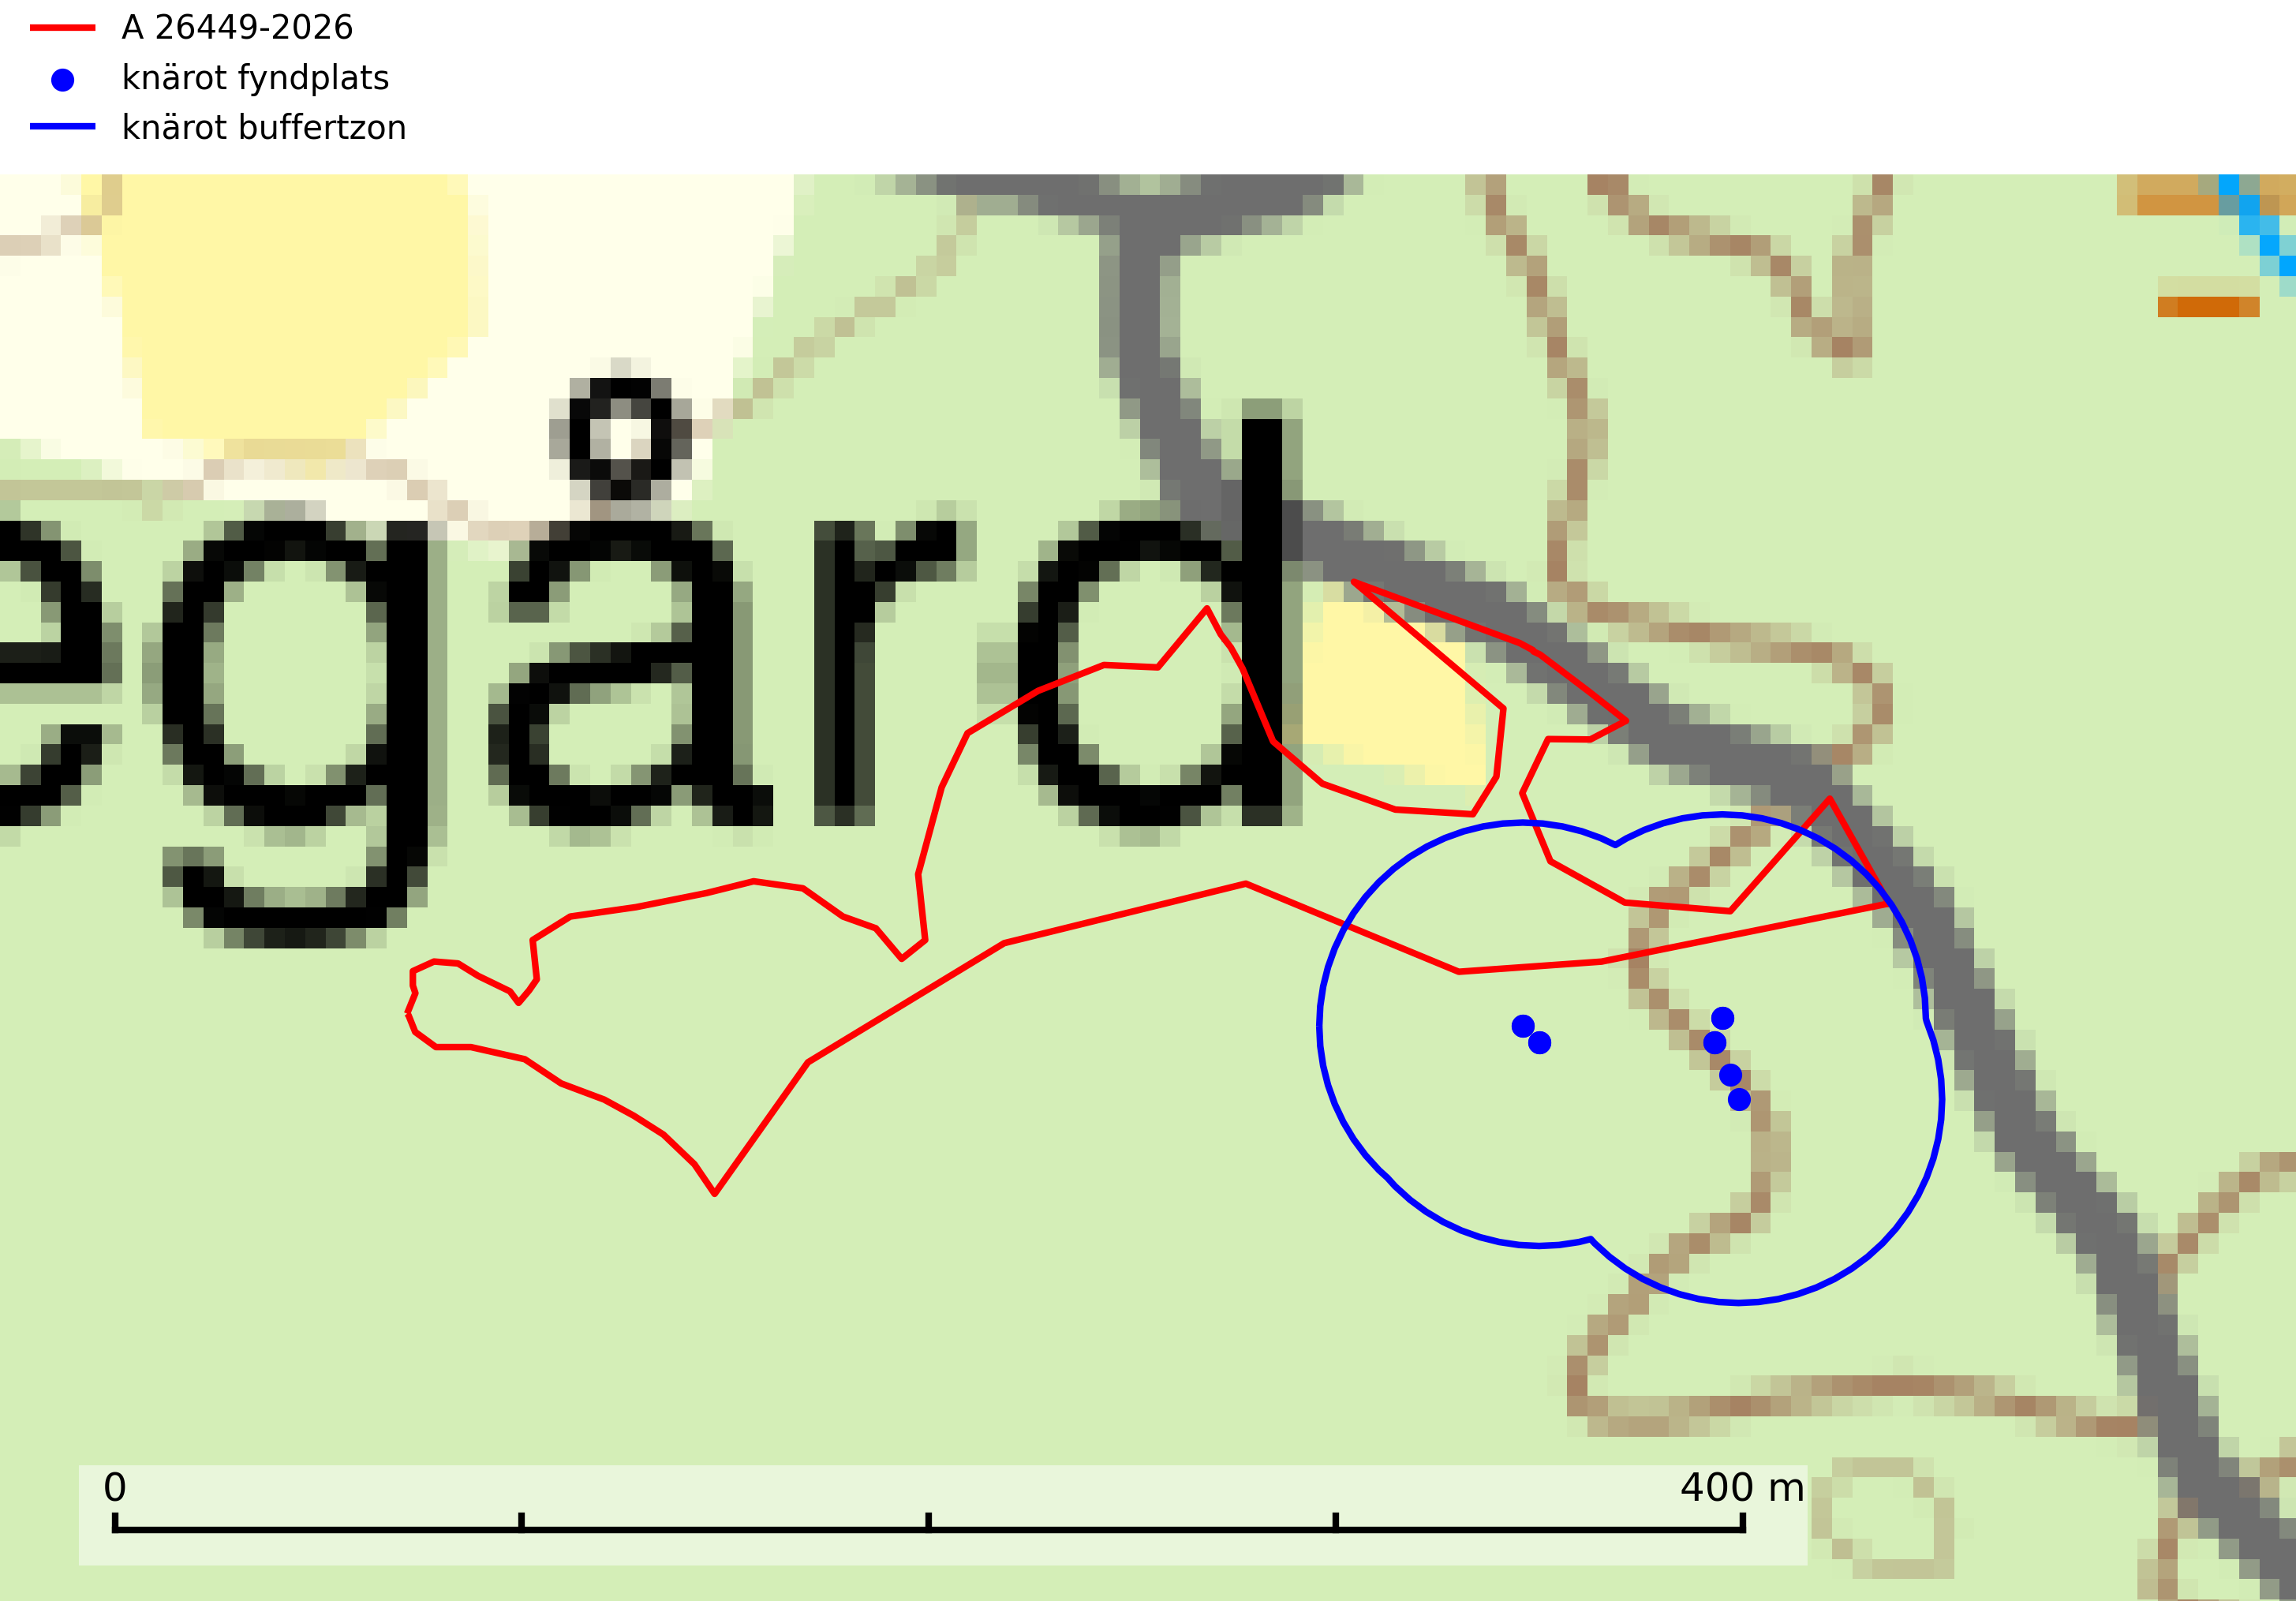 A 26449-2026
knärot fyndplats
knärot buffertzon
egård
0 400 m